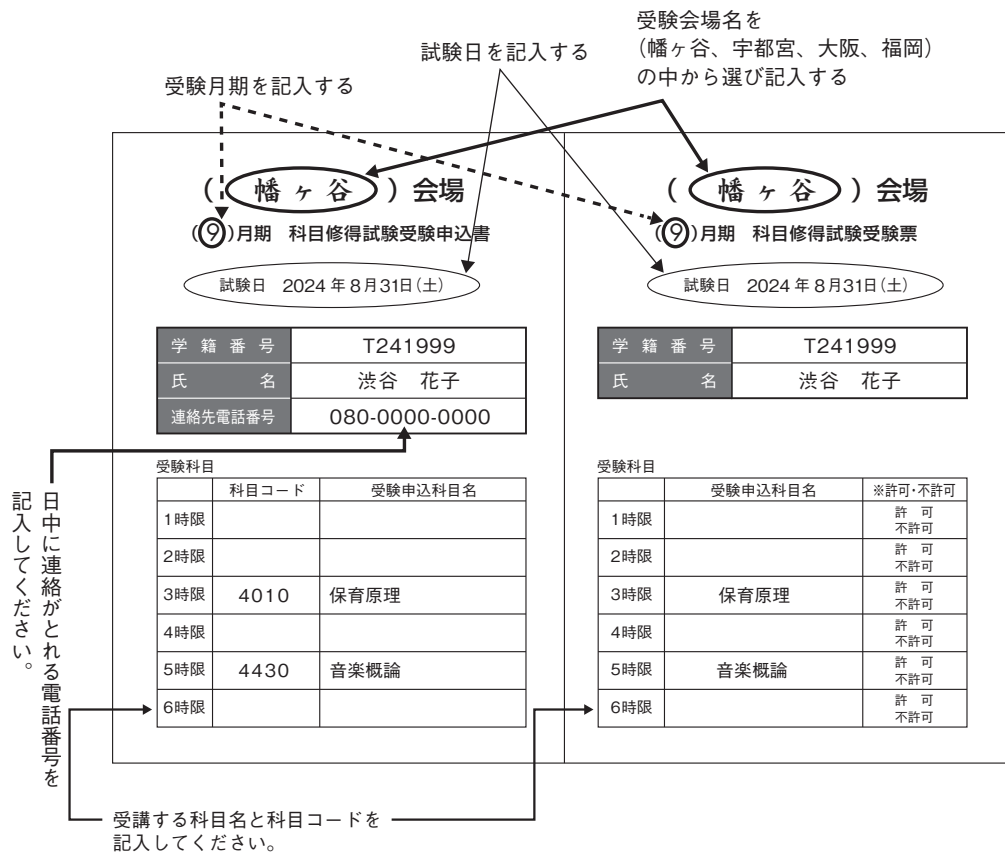 受験会場名を
(幡ヶ谷、宇都宮、大阪、福岡)
の中から選び記入する
試験日を記入する
受験月期を記入する
(幡ヶ谷)会場
(9)月期 科目修得試験受験申込書
試験日 2024年8月31日(土)
学籍番号 T241999
氏名 渋谷 花子
連絡先電話番号 080-0000-0000
受験科目
科目コード 受験申込科目名
1時限
2時限
3時限 4010 保育原理
4時限
5時限 4430 音楽概論
6時限
(幡ヶ谷)会場
(9)月期 科目修得試験受験票
試験日 2024年8月31日(土)
学籍番号 T241999
氏名 渋谷 花子
受験科目
受験申込科目名 ※許可・不許可
1時限 許可
不許可
2時限 許可
不許可
3時限 保育原理 許可
不許可
4時限 許可
不許可
5時限 音楽概論 許可
不許可
6時限 許可
不許可
日中に連絡がとれる電話番号を
記入してください。
受講する科目名と科目コードを
記入してください。